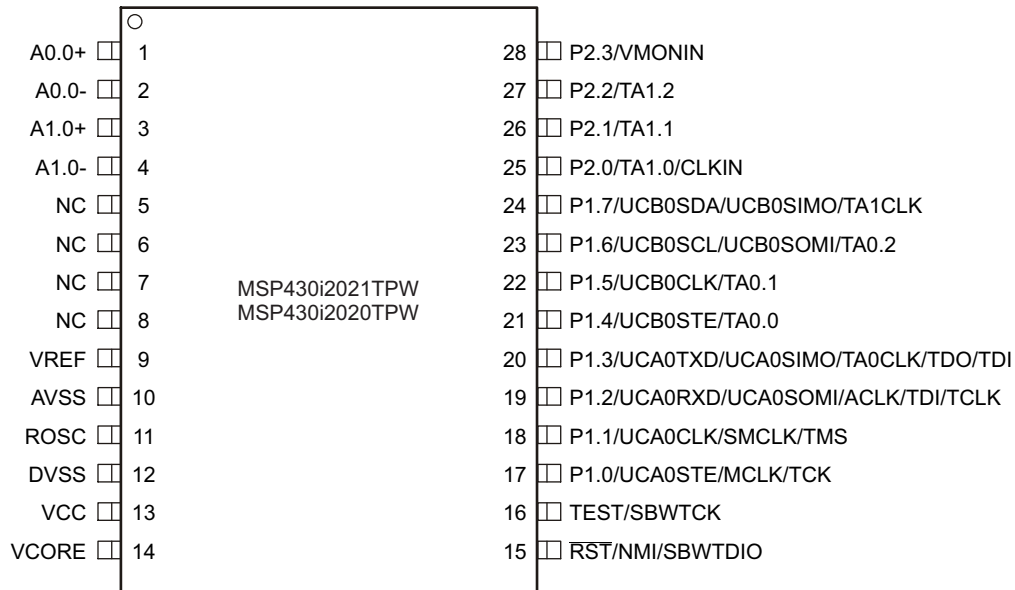 A0.0+ 1 28 P2.3/VMONIN
A0.0- 2 27 P2.2/TA1.2
A1.0+ 3 26 P2.1/TA1.1
A1.0- 4 25 P2.0/TA1.0/CLKIN
NC 5 24 P1.7/UCB0SDA/UCB0SIMO/TA1CLK
NC 6 23 P1.6/UCB0SCL/UCB0SOMI/TA0.2
NC 7 22 P1.5/UCB0CLK/TA0.1
MSP430i2021TPW
MSP430i2020TPW
NC 8 21 P1.4/UCB0STE/TA0.0
VREF 9 20 P1.3/UCA0TXD/UCA0SIMO/TA0CLK/TDO/TDI
AVSS 10 19 P1.2/UCA0RXD/UCA0SOMI/ACLK/TDI/TCLK
ROSC 11 18 P1.1/UCA0CLK/SMCLK/TMS
DVSS 12 17 P1.0/UCA0STE/MCLK/TCK
VCC 13 16 TEST/SBWTCK
VCORE 14 15 RST/NMI/SBWTDIO